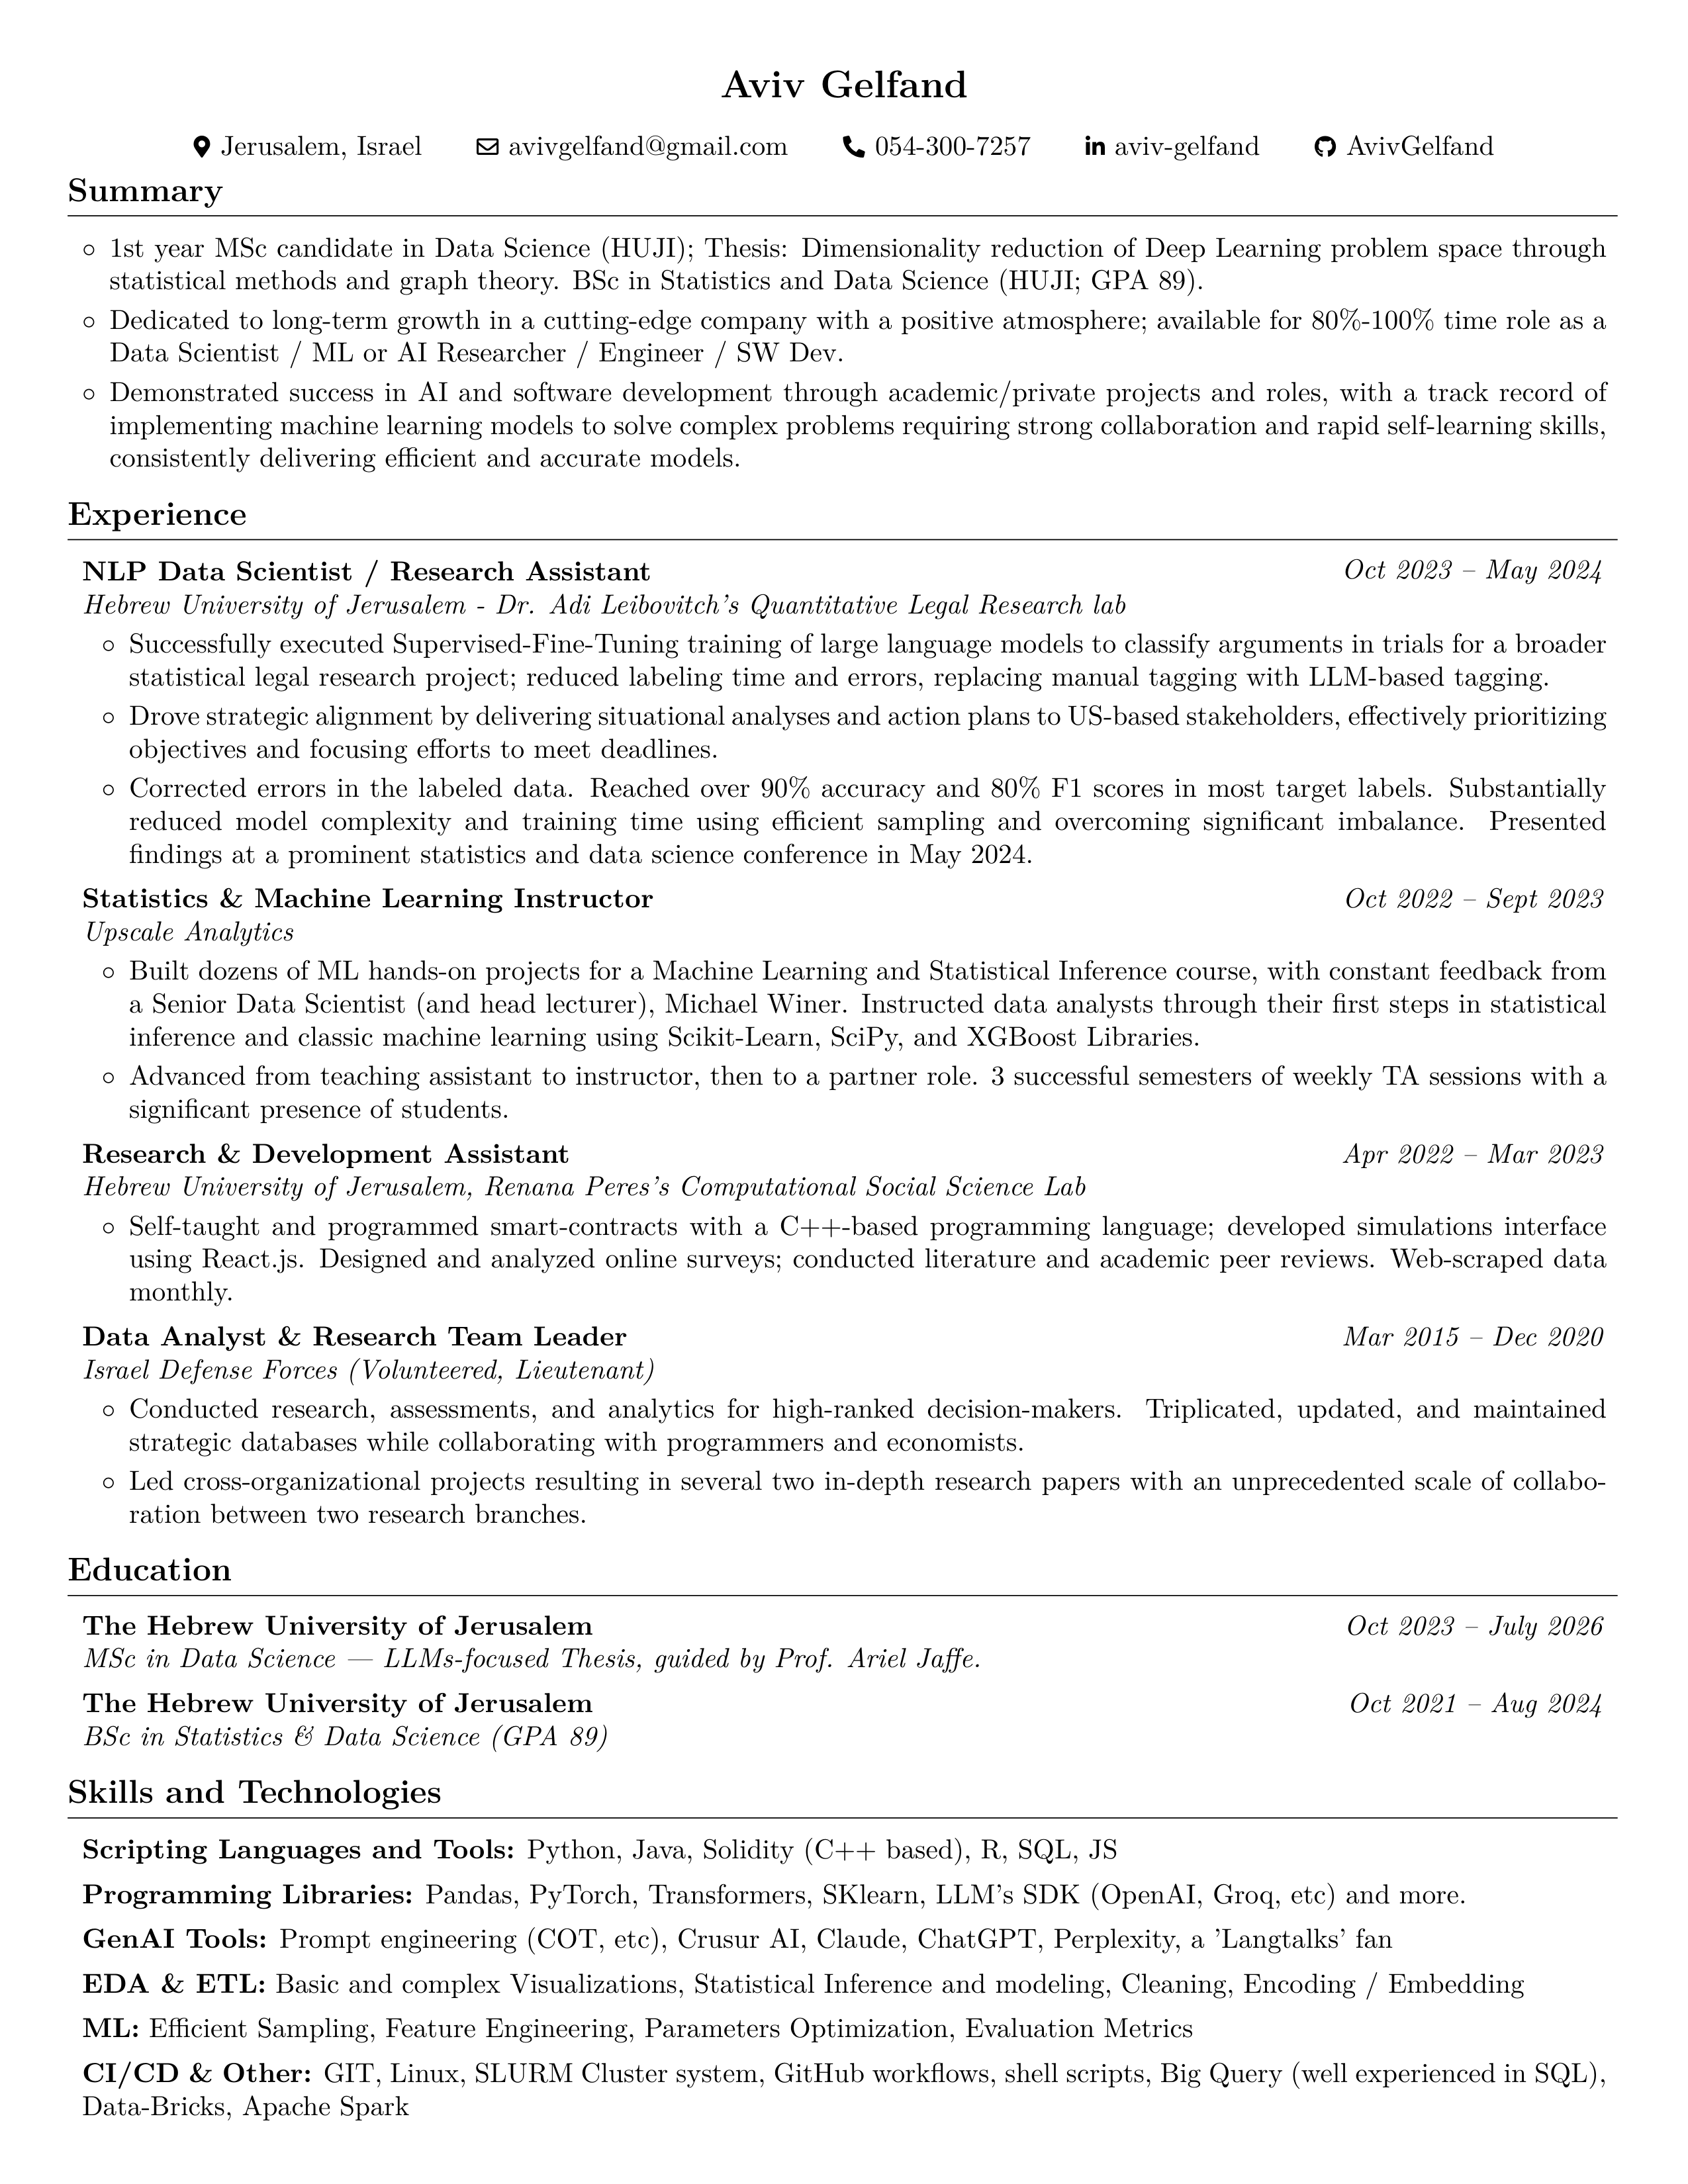 Aviv Gelfand
Jerusalem, Israel avivgelfand@gmail.com 054-300-7257 aviv-gelfand AvivGelfand
Summary
◦ 1st year MSc candidate in Data Science (HUJI); Thesis: Dimensionality reduction of Deep Learning problem space through
statistical methods and graph theory. BSc in Statistics and Data Science (HUJI; GPA 89).
◦ Dedicated to long-term growth in a cutting-edge company with a positive atmosphere; available for 80%-100% time role as a
Data Scientist / ML or AI Researcher / Engineer / SW Dev.
◦ Demonstrated success in AI and software development through academic/private projects and roles, with a track record of
implementing machine learning models to solve complex problems requiring strong collaboration and rapid self-learning skills,
consistently delivering efficient and accurate models.
Experience
NLP Data Scientist / Research Assistant Oct 2023 – May 2024
Hebrew University of Jerusalem - Dr. Adi Leibovitch's Quantitative Legal Research lab
◦ Successfully executed Supervised-Fine-Tuning training of large language models to classify arguments in trials for a broader
statistical legal research project; reduced labeling time and errors, replacing manual tagging with LLM-based tagging.
◦ Drove strategic alignment by delivering situational analyses and action plans to US-based stakeholders, effectively prioritizing
objectives and focusing efforts to meet deadlines.
◦ Corrected errors in the labeled data. Reached over 90% accuracy and 80% F1 scores in most target labels. Substantially
reduced model complexity and training time using efficient sampling and overcoming significant imbalance. Presented
findings at a prominent statistics and data science conference in May 2024.
Statistics & Machine Learning Instructor Oct 2022 – Sept 2023
Upscale Analytics
◦ Built dozens of ML hands-on projects for a Machine Learning and Statistical Inference course, with constant feedback from
a Senior Data Scientist (and head lecturer), Michael Winer. Instructed data analysts through their first steps in statistical
inference and classic machine learning using Scikit-Learn, SciPy, and XGBoost Libraries.
◦ Advanced from teaching assistant to instructor, then to a partner role. 3 successful semesters of weekly TA sessions with a
significant presence of students.
Research & Development Assistant Apr 2022 – Mar 2023
Hebrew University of Jerusalem, Renana Peres's Computational Social Science Lab
◦ Self-taught and programmed smart-contracts with a C++-based programming language; developed simulations interface
using React.js. Designed and analyzed online surveys; conducted literature and academic peer reviews. Web-scraped data
monthly.
Data Analyst & Research Team Leader Mar 2015 – Dec 2020
Israel Defense Forces (Volunteered, Lieutenant)
◦ Conducted research, assessments, and analytics for high-ranked decision-makers. Triplicated, updated, and maintained
strategic databases while collaborating with programmers and economists.
◦ Led cross-organizational projects resulting in several two in-depth research papers with an unprecedented scale of collabo-
ration between two research branches.
Education
The Hebrew University of Jerusalem Oct 2023 – July 2026
MSc in Data Science — LLMs-focused Thesis, guided by Prof. Ariel Jaffe.
The Hebrew University of Jerusalem Oct 2021 – Aug 2024
BSc in Statistics & Data Science (GPA 89)
Skills and Technologies
Scripting Languages and Tools: Python, Java, Solidity (C++ based), R, SQL, JS
Programming Libraries: Pandas, PyTorch, Transformers, SKlearn, LLM's SDK (OpenAI, Groq, etc) and more.
GenAI Tools: Prompt engineering (COT, etc), Crusur AI, Claude, ChatGPT, Perplexity, a 'Langtalks' fan
EDA & ETL: Basic and complex Visualizations, Statistical Inference and modeling, Cleaning, Encoding / Embedding
ML: Efficient Sampling, Feature Engineering, Parameters Optimization, Evaluation Metrics
CI/CD & Other: GIT, Linux, SLURM Cluster system, GitHub workflows, shell scripts, Big Query (well experienced in SQL),
Data-Bricks, Apache Spark